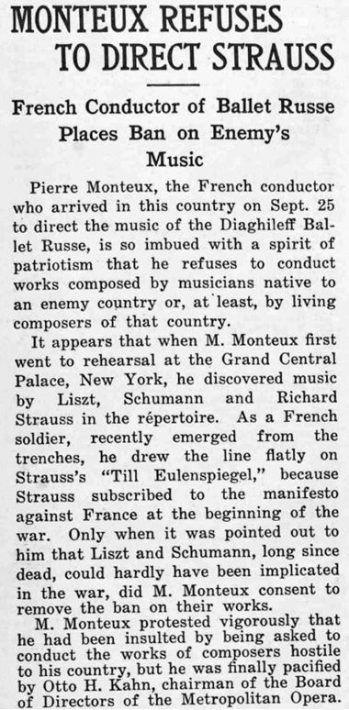 MONTEUX REFUSES
TO DIRECT STRAUSS
French Conductor of Ballet Russe
Places Ban on Enemy's
Music
Pierre Monteux, the French conductor
who arrived in this country on Sept. 25
to direct the music of the Diaghileff Bal-
let Russe, is so imbued with a spirit of
patriotism that he refuses to conduct
works composed by musicians native to
an enemy country or, at least, by living
composers of that country.
It appears that when M. Monteux first
went to rehearsal at the Grand Central
Palace, New York, he discovered music
by Liszt, Schumann and Richard
Strauss in the répertoire. As a French
soldier, recently emerged from the
trenches, he drew the line flatly on
Strauss's "Till Eulenspiegel," because
Strauss subscribed to the manifesto
against France at the beginning of the
war. Only when it was pointed out to
him that Liszt and Schumann, long since
dead, could hardly have been implicated
in the war, did M. Monteux consent to
remove the ban on their works.
M. Monteux protested vigorously that
he had been insulted by being asked to
conduct the works of composers hostile
to his country, but he was finally pacified
by Otto H. Kahn, chairman of the Board
of Directors of the Metropolitan Opera.